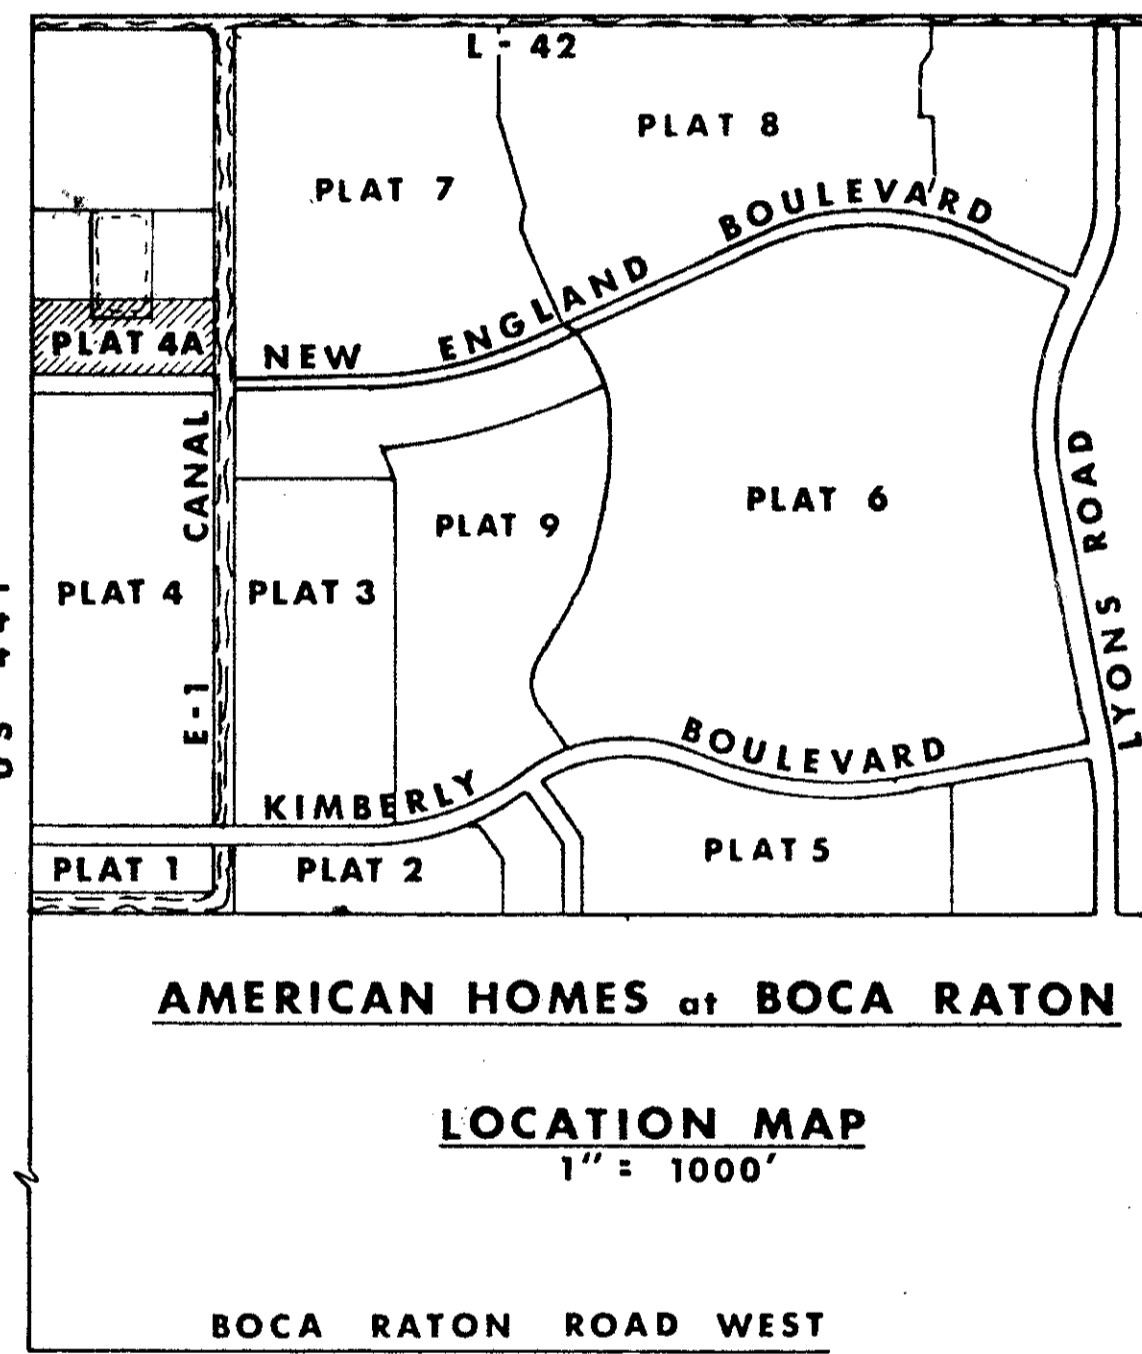 L-42
PLAT 8
PLAT 7
NEW ENGLAND BOULEVARD
PLAT 4A
E-1 CANAL
LYONS ROAD
PLAT 6
PLAT 9
PLAT 4
PLAT 3
US 441
KIMBERLY BOULEVARD
PLAT 1
PLAT 2
PLAT 5
AMERICAN HOMES at BOCA RATON
LOCATION MAP
1" = 1000'
BOCA RATON ROAD WEST